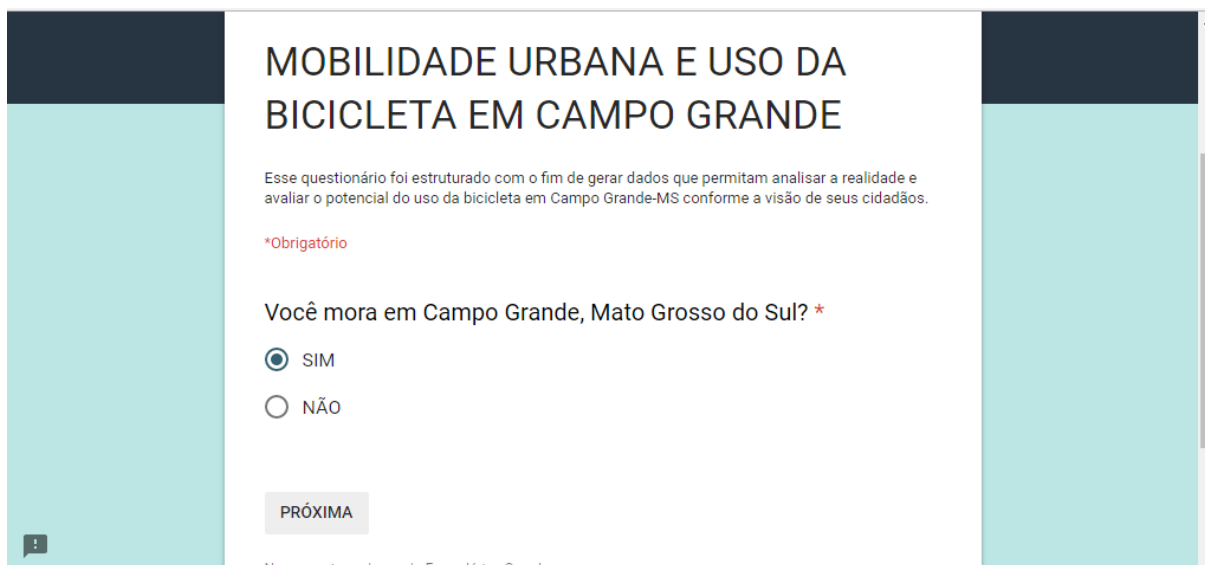 MOBILIDADE URBANA E USO DA
BICICLETA EM CAMPO GRANDE
Esse questionário foi estruturado com o fim de gerar dados que permitam analisar a realidade e
avaliar o potencial do uso da bicicleta em Campo Grande-MS conforme a visão de seus cidadãos.
*Obrigatório
Você mora em Campo Grande, Mato Grosso do Sul? *
SIM
NÃO
PRÓXIMA